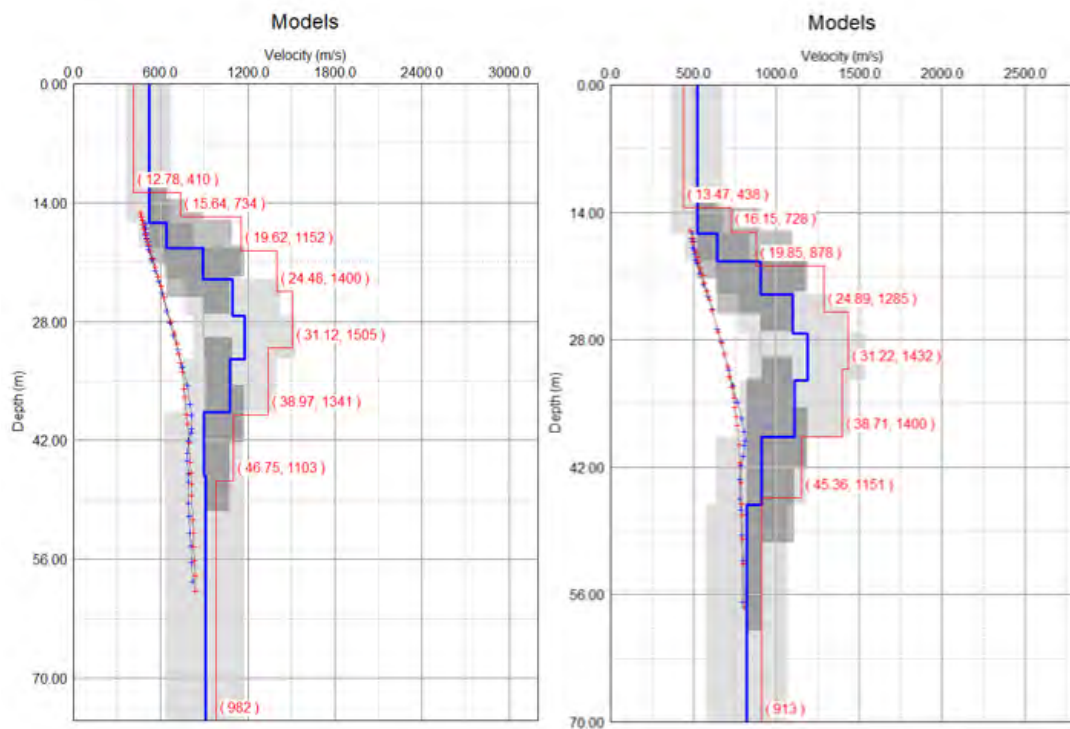 Models
Velocity (m/s)
0.0 600.0 1200.0 1800.0 2400.0 3000.0
0.00
14.00
28.00
42.00
56.00
70.00
Depth (m)
( 12.78, 410 )
( 15.64, 734 )
( 19.62, 1152 )
( 24.48, 1400 )
( 31.12, 1505 )
( 38.97, 1341 )
( 46.75, 1103 )
( 982 )
Models
Velocity (m/s)
0.0 500.0 1000.0 1500.0 2000.0 2500.0
0.00
14.00
28.00
42.00
56.00
70.00
Depth (m)
( 13.47, 438 )
( 16.15, 728 )
( 19.85, 878 )
( 24.89, 1285 )
( 31.22, 1432 )
( 38.71, 1400 )
( 45.36, 1151 )
( 913 )